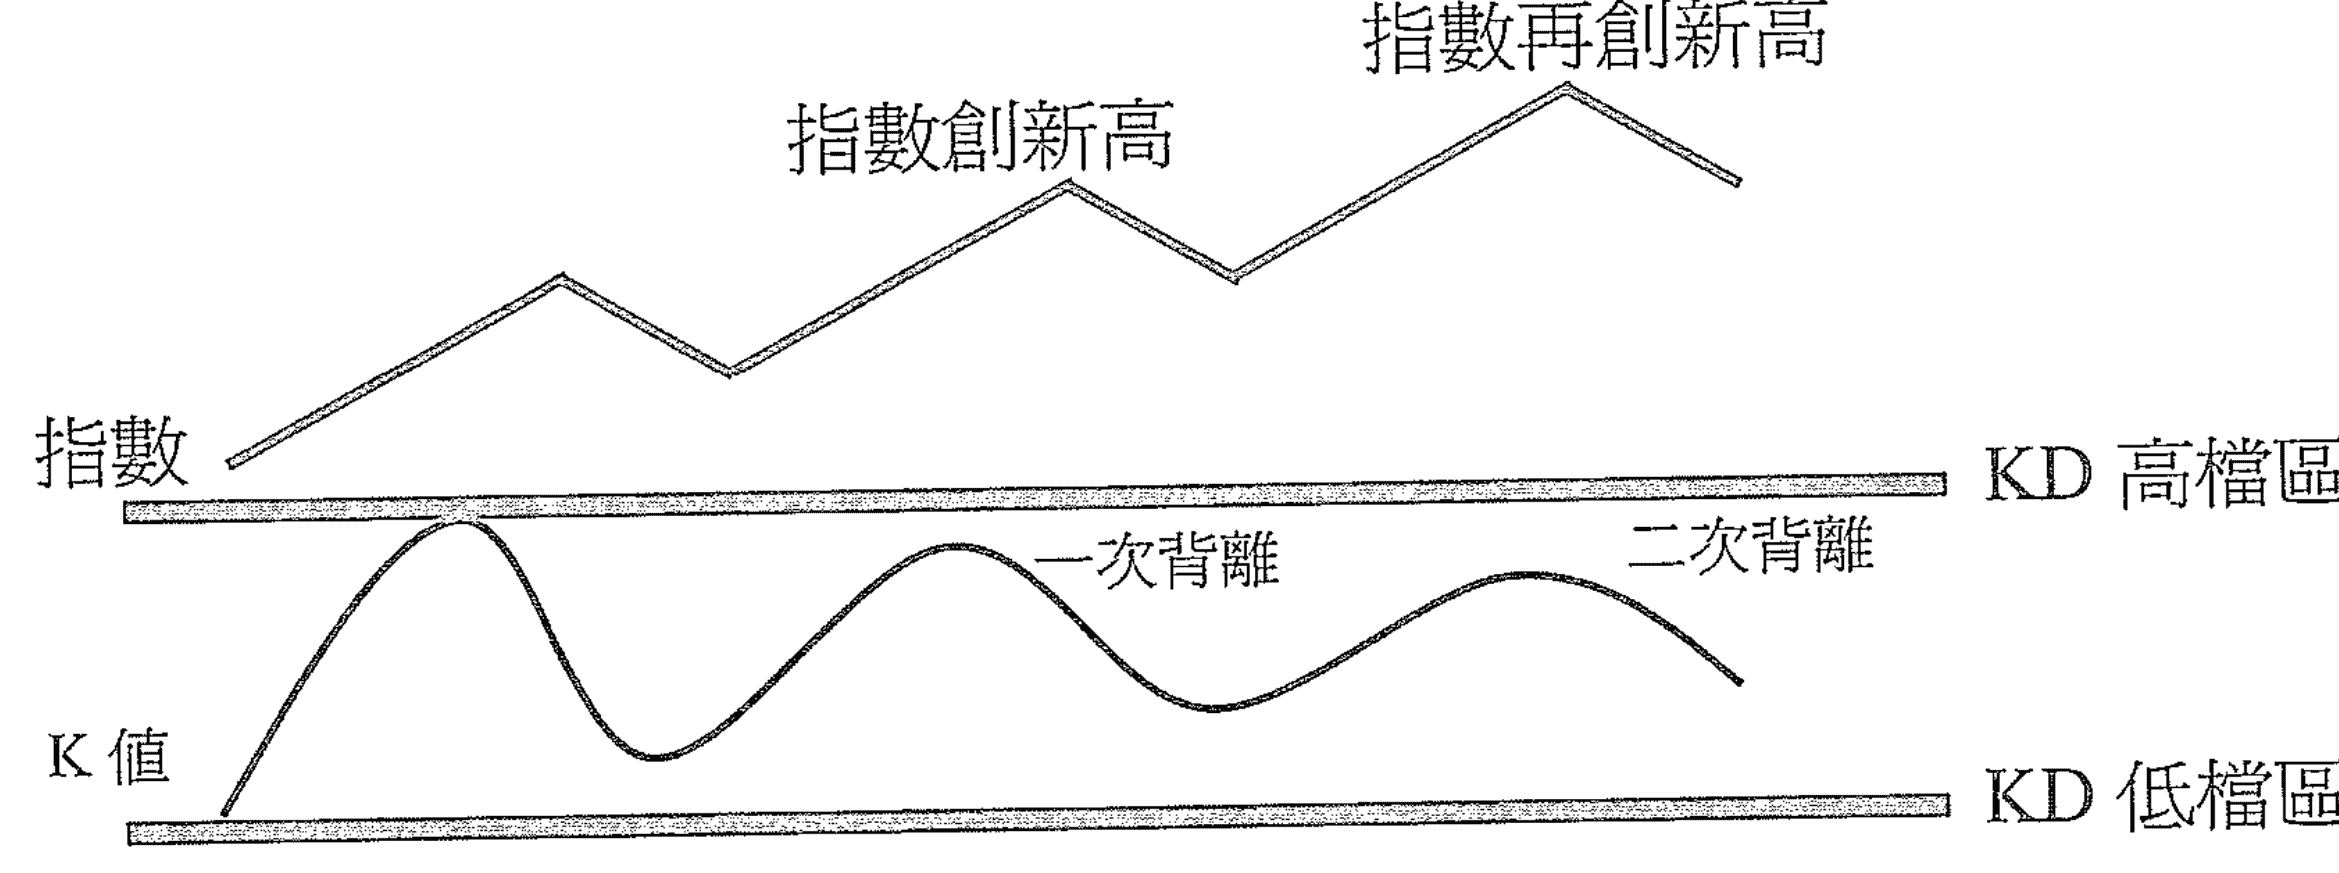 指數再創新高
指數創新高
指數
KD 高檔區
一次背離
二次背離
K 值
KD 低檔區